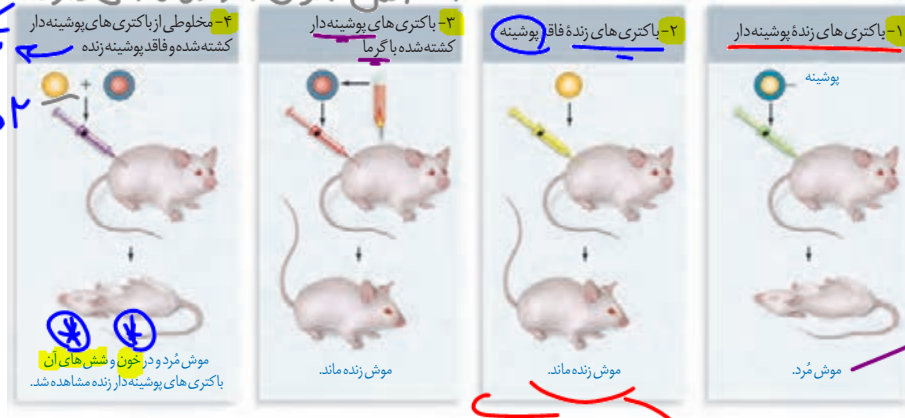 ۱- باکتری‌های زندهٔ پوشینه‌دار
پوشینه
موش مُرد.
۲- باکتری‌های زندهٔ فاقد پوشینه
موش زنده ماند.
۳- باکتری‌های پوشینه‌دار
کشته‌شده با گرما
موش زنده ماند.
۴- مخلوطی از باکتری‌های پوشینه‌دار
کشته‌شده و فاقد پوشینه زنده
+
موش مُرد و در خون و شش‌های آن
باکتری‌های پوشینه‌دار زنده مشاهده شد.